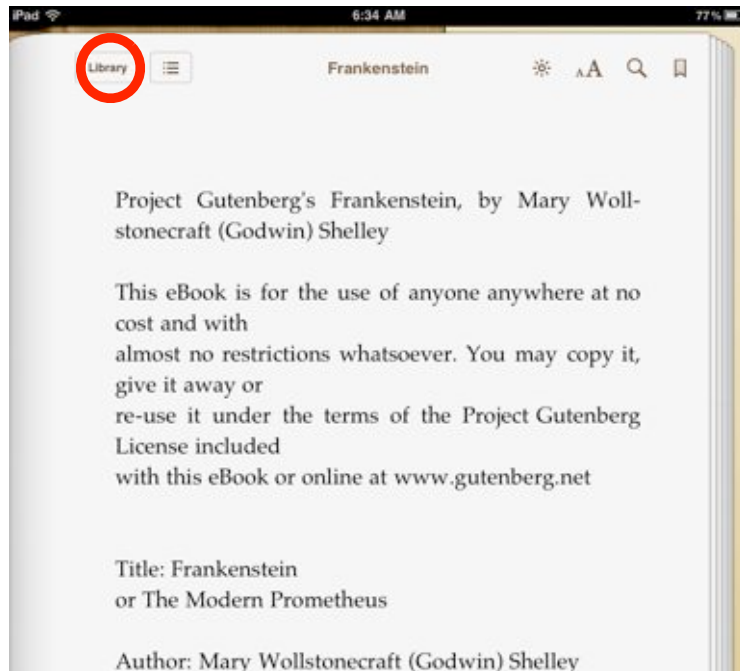 iPad 6:34 AM 77%
Library Frankenstein AA
Project Gutenberg's Frankenstein, by Mary Woll-
stonecraft (Godwin) Shelley
This eBook is for the use of anyone anywhere at no
cost and with
almost no restrictions whatsoever. You may copy it,
give it away or
re-use it under the terms of the Project Gutenberg
License included
with this eBook or online at www.gutenberg.net
Title: Frankenstein
or The Modern Prometheus
Author: Mary Wollstonecraft (Godwin) Shelley